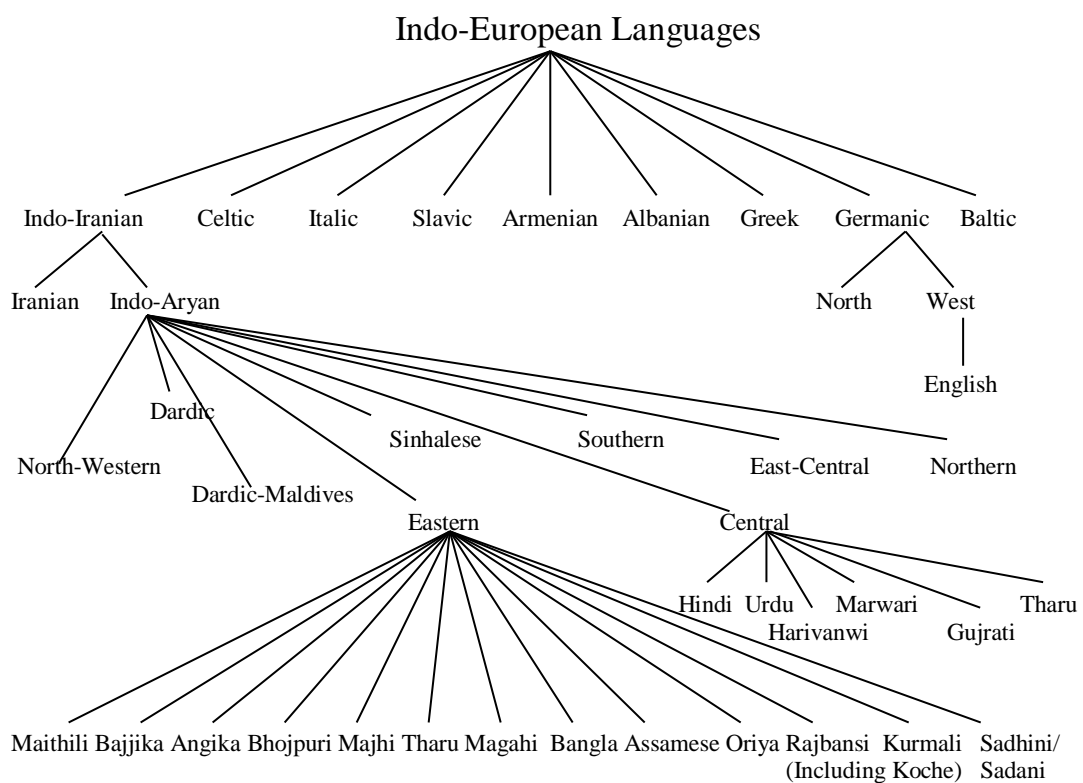 Indo-European Languages
Indo-Iranian Celtic Italic Slavic Armenian Albanian Greek Germanic Baltic
Iranian Indo-Aryan North West
English
Dardic
Sinhalese Southern
North-Western East-Central Northern
Dardic-Maldives
Eastern Central
Hindi Urdu Marwari Tharu
Harivanwi Gujrati
Maithili Bajjika Angika Bhojpuri Majhi Tharu Magahi Bangla Assamese Oriya Rajbansi Kurmali Sadhini/
(Including Koche) Sadani